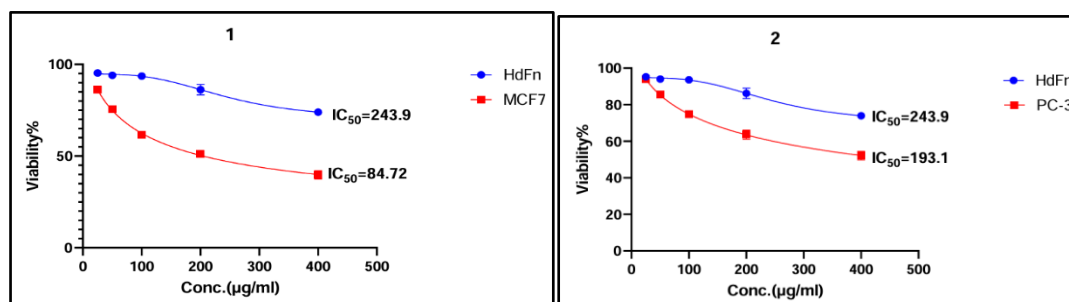 1
100
50
0
Viability%
0 100 200 300 400 500
Conc.(µg/ml)
HdFn
MCF7
IC50=243.9
IC50=84.72
2
100
80
60
40
20
0
Viability%
0 100 200 300 400 500
Conc.(µg/ml)
HdFn
PC-3
IC50=243.9
IC50=193.1